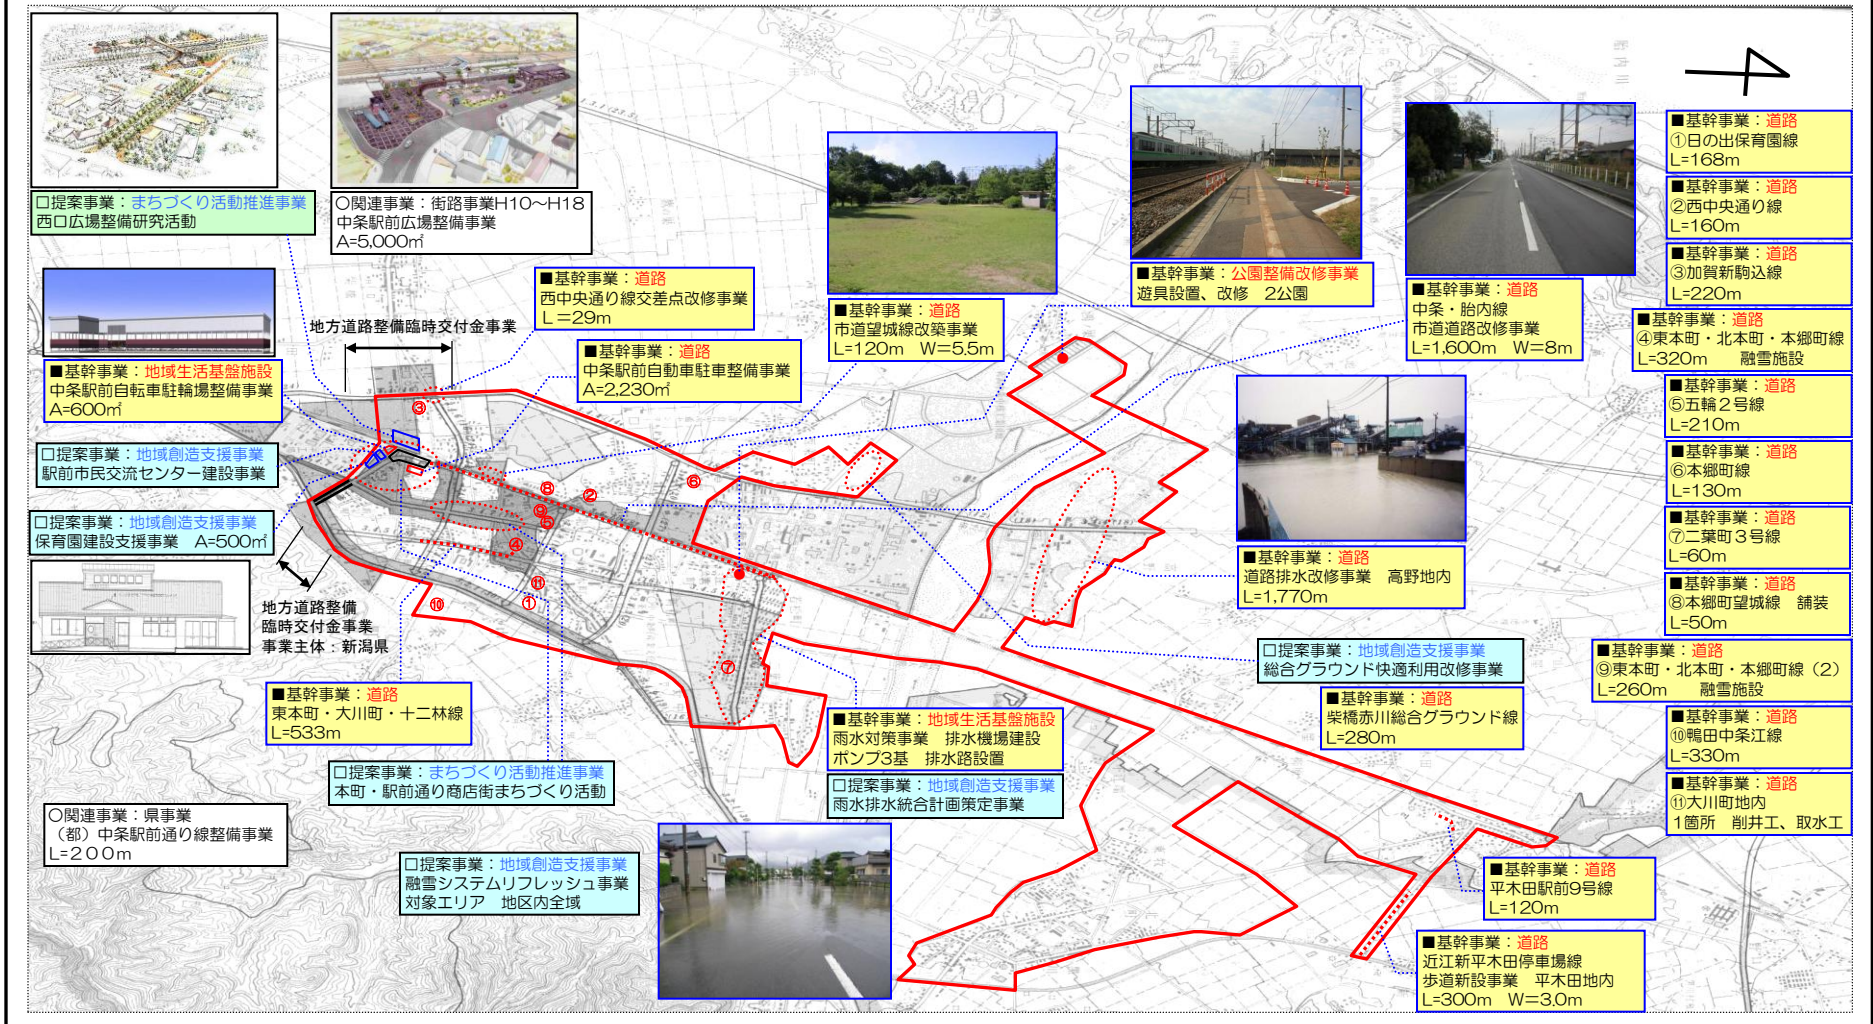 □提案事業：まちづくり活動推進事業
西口広場整備研究活動
○関連事業：街路事業H10～H18
中条駅前広場整備事業
A=5,000㎡
■基幹事業：地域生活基盤施設
中条駅前自転車駐輪場整備事業
A=600㎡
地方道路整備臨時交付金事業
■基幹事業：道路
西中央通り線交差点改修事業
L＝29m
■基幹事業：道路
中条駅前自動車駐車整備事業
A=2,230㎡
■基幹事業：道路
市道望城線改築事業
L=120m　W=5.5m
■基幹事業：公園整備改修事業
遊具設置、改修　2公園
■基幹事業：道路
中条・胎内線
市道道路改修事業
L=1,600m　W=8m
■基幹事業：道路
①日の出保育園線
L=168m
■基幹事業：道路
②西中央通り線
L=160m
■基幹事業：道路
③加賀新駒込線
L=220m
■基幹事業：道路
④東本町・北本町・本郷町線
L=320m　融雪施設
■基幹事業：道路
⑤五輪２号線
L=210m
■基幹事業：道路
⑥本郷町線
L=130m
■基幹事業：道路
⑦二葉町３号線
L=60m
■基幹事業：道路
⑧本郷町望城線　舗装
L=50m
■基幹事業：道路
⑨東本町・北本町・本郷町線（2）
L=260m　融雪施設
■基幹事業：道路
⑩鴨田中条江線
L=330m
■基幹事業：道路
⑪大川町地内
1箇所　削井工、取水工
□提案事業：地域創造支援事業
駅前市民交流センター建設事業
□提案事業：地域創造支援事業
保育園建設支援事業　A=500㎡
地方道路整備
臨時交付金事業
事業主体：新潟県
③
⑧
②
⑨
⑤
④
⑥
⑪
①
⑩
⑦
■基幹事業：道路
道路排水改修事業　高野地内
L=1,770m
□提案事業：地域創造支援事業
総合グラウンド快適利用改修事業
■基幹事業：道路
柴橋赤川総合グラウンド線
L=280m
■基幹事業：道路
東本町・大川町・十二林線
L=533m
■基幹事業：地域生活基盤施設
雨水対策事業　排水機場建設
ポンプ3基　排水路設置
□提案事業：地域創造支援事業
雨水排水統合計画策定事業
□提案事業：まちづくり活動推進事業
本町・駅前通り商店街まちづくり活動
○関連事業：県事業
（都）中条駅前通り線整備事業
L=２００m
□提案事業：地域創造支援事業
融雪システムリフレッシュ事業
対象エリア　地区内全域
■基幹事業：道路
平木田駅前9号線
L=120m
■基幹事業：道路
近江新平木田停車場線
歩道新設事業　平木田地内
L=300m　W=3.0m